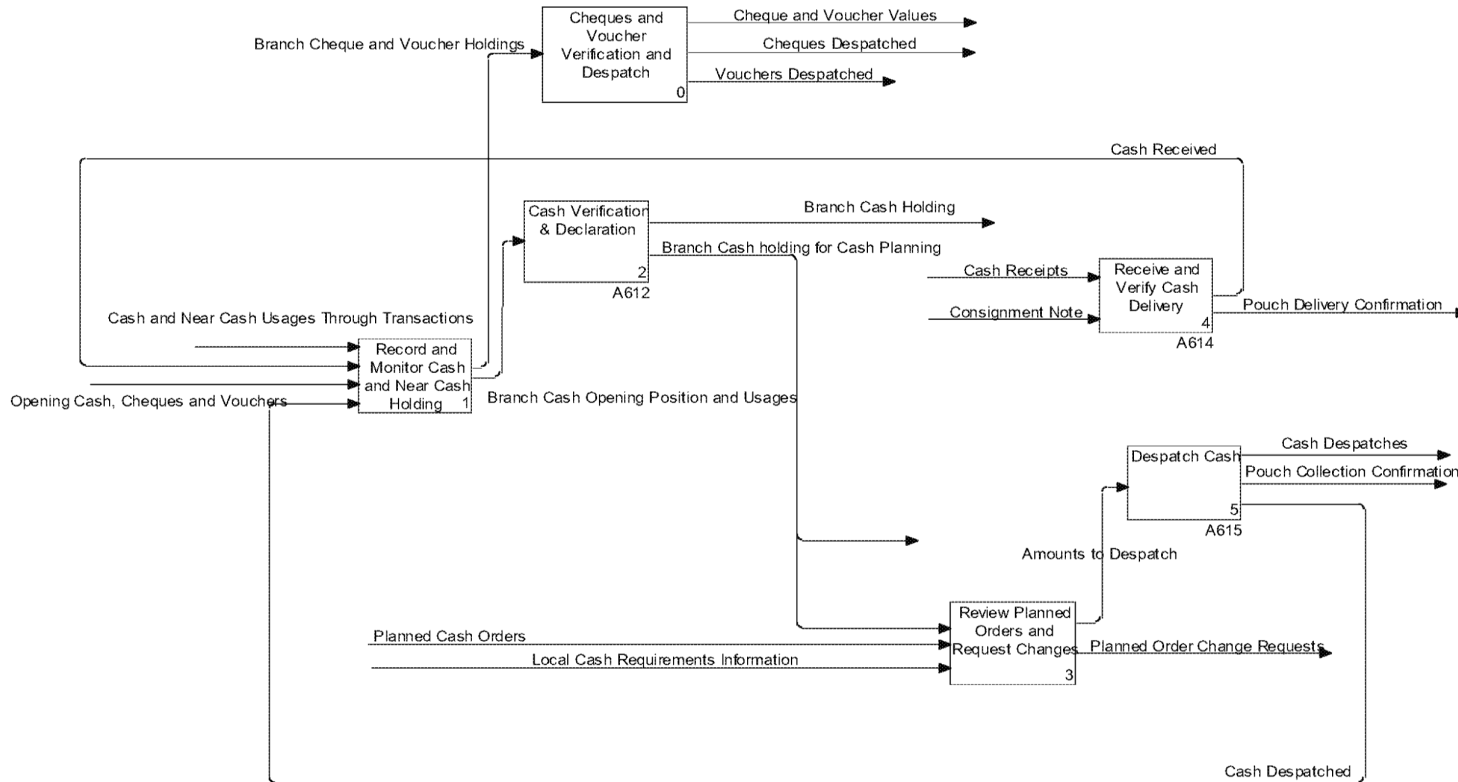 Cheques and
Voucher
Verification and
Despatch
0
Branch Cheque and Voucher Holdings
Cheque and Voucher Values
Cheques Despatched
Vouchers Despatched
Cash Received
Cash Verification
& Declaration
2
A612
Branch Cash Holding
Branch Cash holding for Cash Planning
Cash Receipts
Consignment Note
Receive and
Verify Cash
Delivery
4
A614
Pouch Delivery Confirmation
Cash and Near Cash Usages Through Transactions
Record and
Monitor Cash
and Near Cash
Holding
1
Opening Cash, Cheques and Vouchers
Branch Cash Opening Position and Usages
Despatch Cash
5
A615
Cash Despatches
Pouch Collection Confirmation
Amounts to Despatch
Review Planned
Orders and
Request Changes
3
Planned Cash Orders
Local Cash Requirements Information
Planned Order Change Requests
Cash Despatched